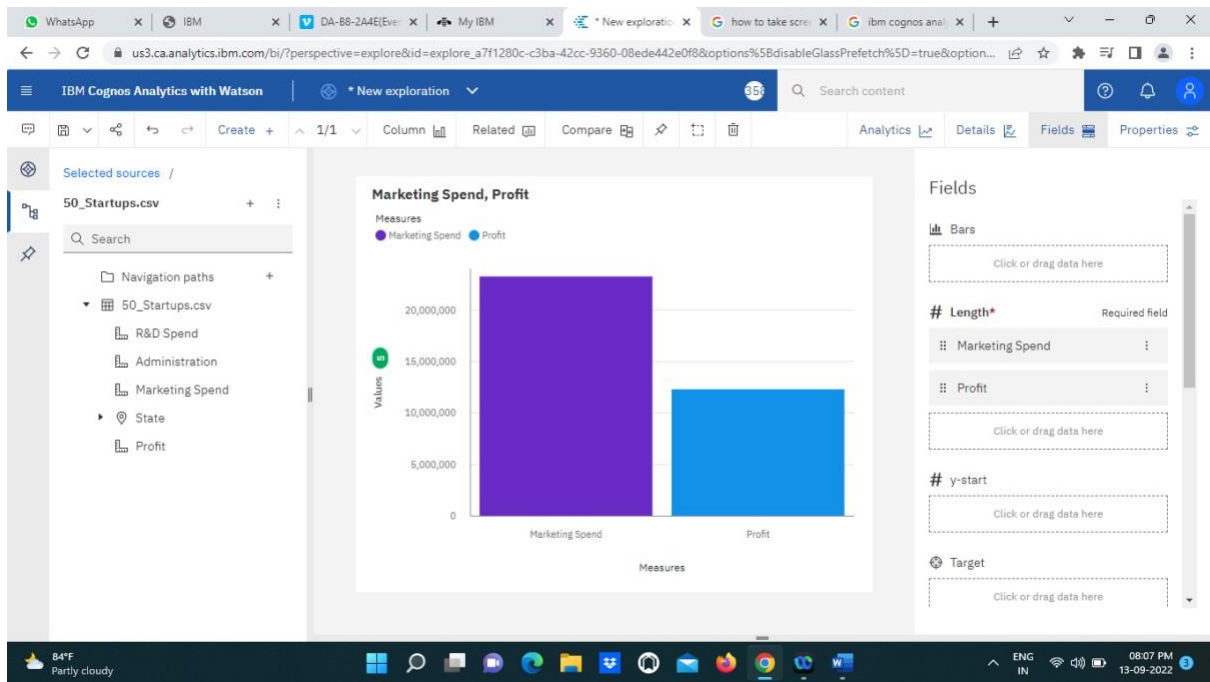 WhatsApp
IBM
DA-B8-2A4E(Ever
My IBM
* New exploratio
how to take scree
ibm cognos anal
us3.ca.analytics.ibm.com/bi/?perspective=explore&id=explore_a7f1280c-c3ba-42cc-9360-08ede442e0f8&options%5BdisableGlassPrefetch%5D=true&option...
IBM Cognos Analytics with Watson
* New exploration
Search content
Create +
1/1
Column
Related
Compare
Analytics
Details
Fields
Properties
Selected sources /
50_Startups.csv
Search
Navigation paths
50_Startups.csv
R&D Spend
Administration
Marketing Spend
State
Profit
Marketing Spend, Profit
Measures
Marketing Spend
Profit
20,000,000
15,000,000
10,000,000
5,000,000
0
Values
Marketing Spend
Profit
Measures
Fields
Bars
Click or drag data here
# Length*
Required field
Marketing Spend
Profit
Click or drag data here
# y-start
Click or drag data here
Target
Click or drag data here
84°F
Partly cloudy
ENG
IN
08:07 PM
13-09-2022
3